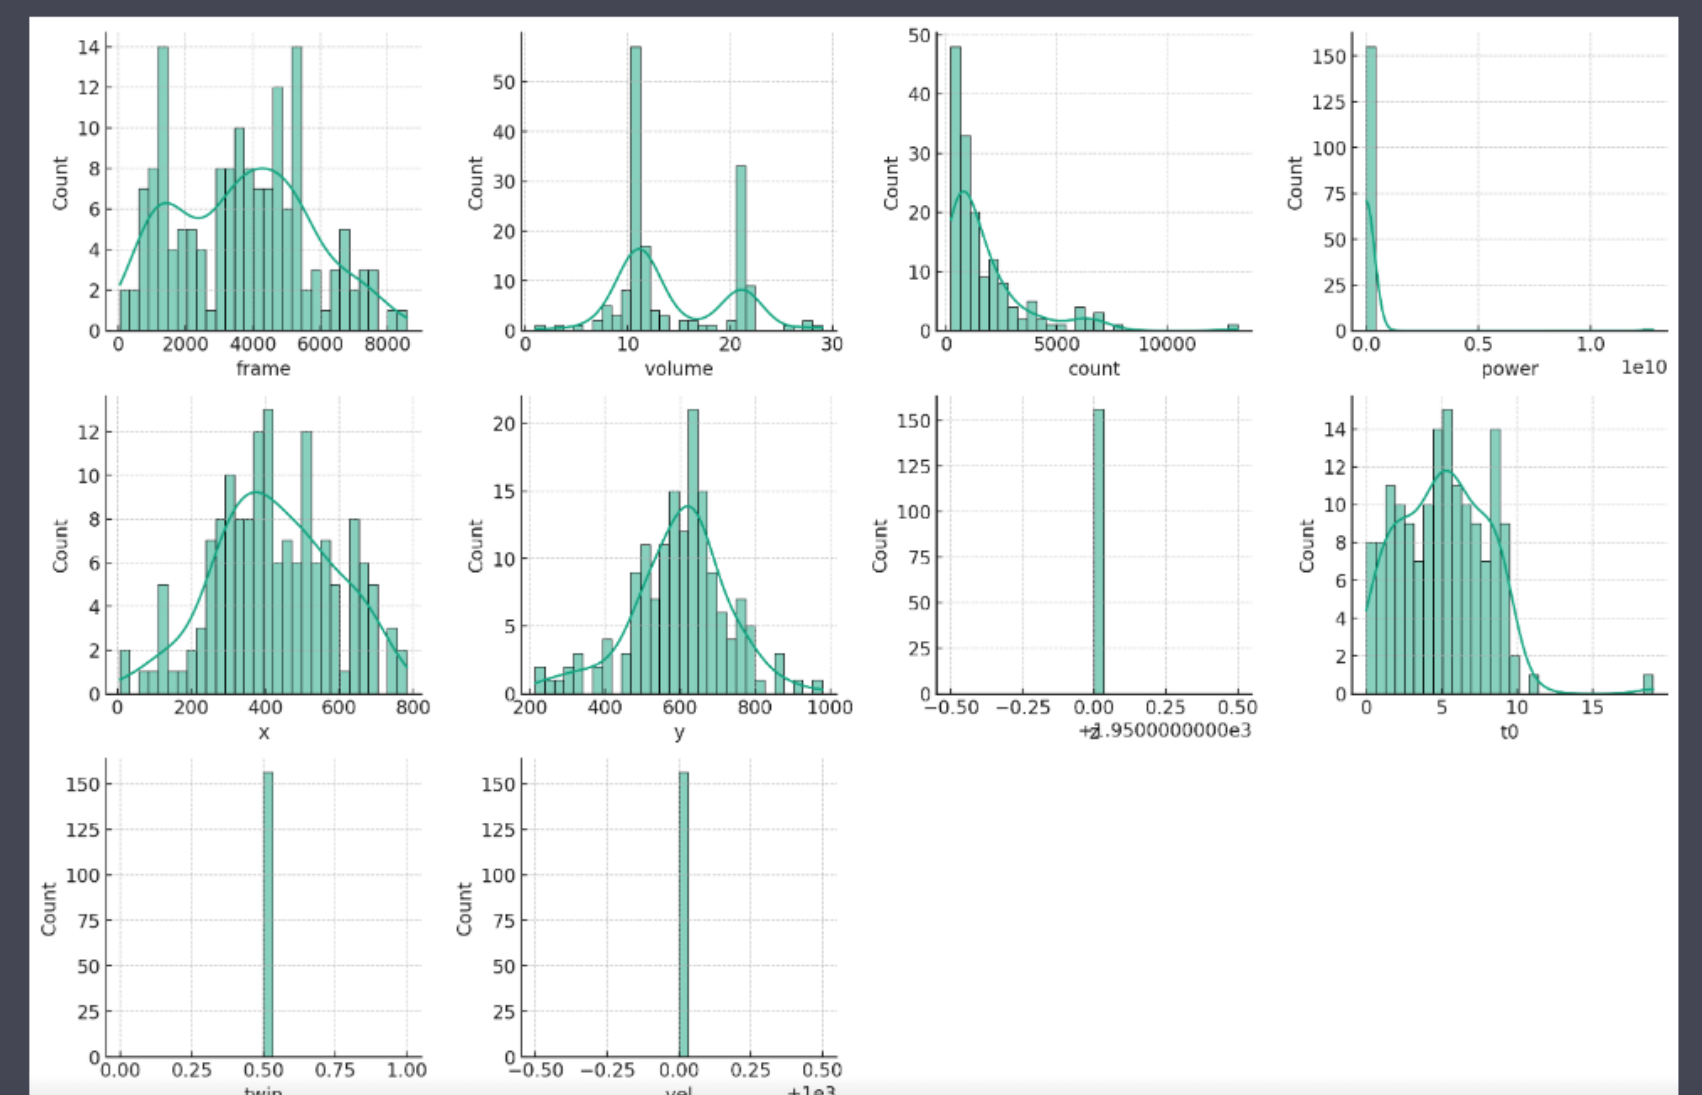 14
12
10
8
6
4
2
0
Count
0 2000 4000 6000 8000
frame
50
40
30
20
10
0
Count
0 10 20 30
volume
50
40
30
20
10
0
Count
0 5000 10000
count
150
125
100
75
50
25
0
Count
0.0 0.5 1.0
1e10
power
12
10
8
6
4
2
0
Count
0 200 400 600 800
x
20
15
10
5
0
Count
200 400 600 800 1000
y
150
125
100
75
50
25
0
Count
−0.50 −0.25 0.00 0.25 0.50
+1.9500000000e3
z
14
12
10
8
6
4
2
0
Count
0 5 10 15
t0
150
125
100
75
50
25
0
Count
0.00 0.25 0.50 0.75 1.00
twin
150
125
100
75
50
25
0
Count
−0.50 −0.25 0.00 0.25 0.50
+1e3
vel